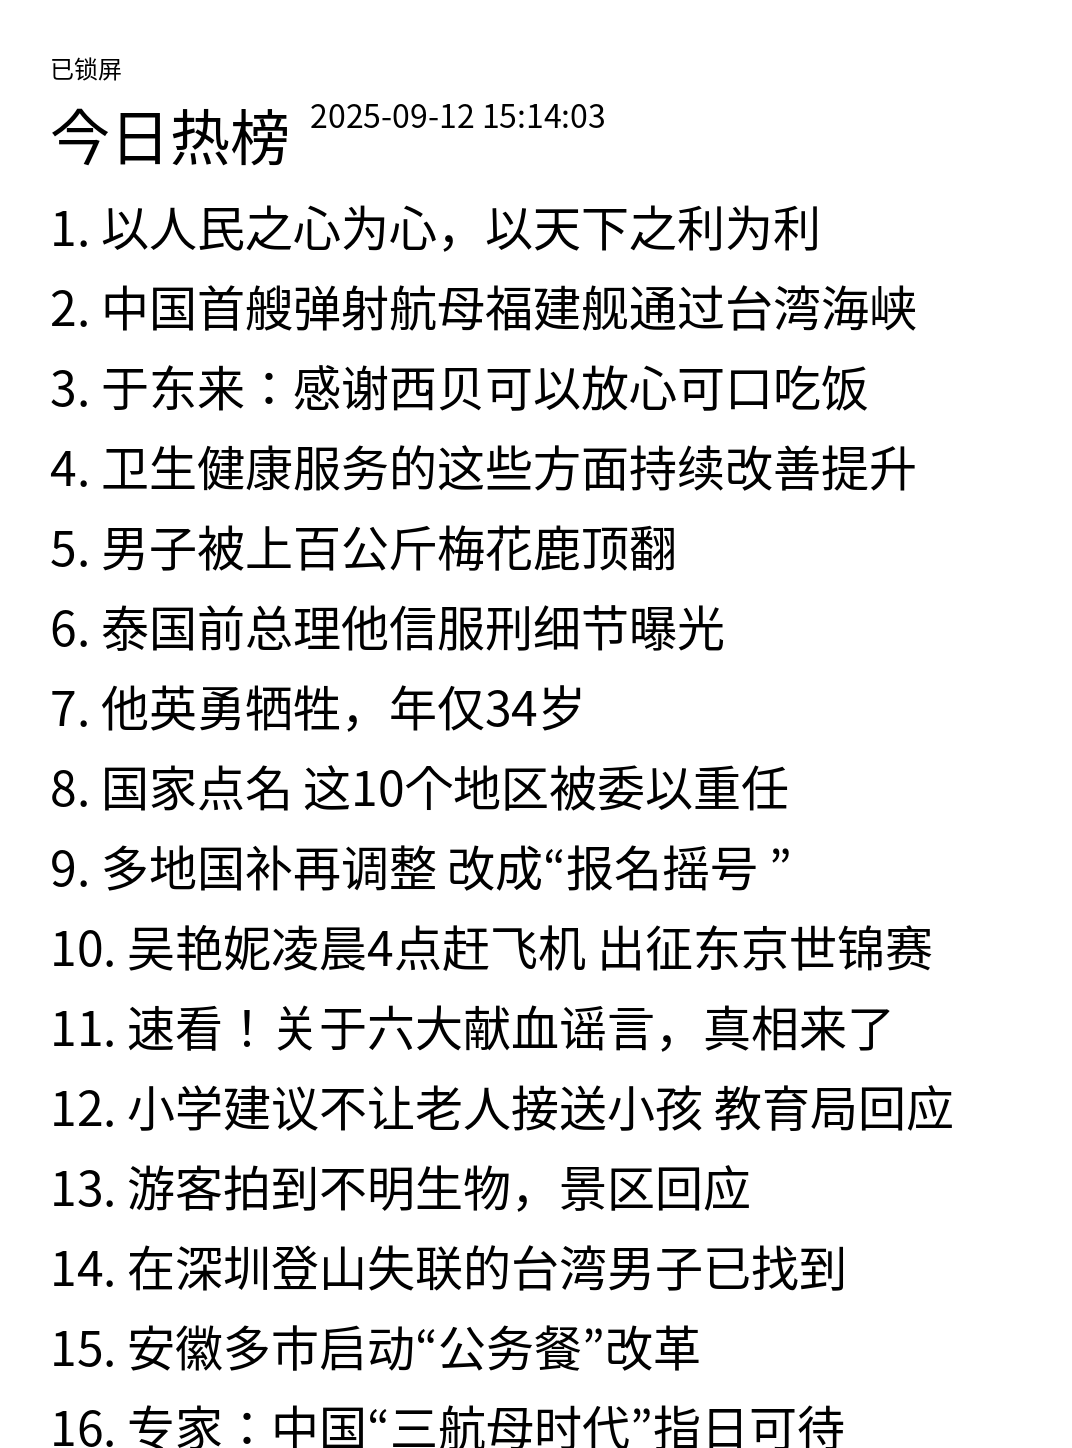 已锁屏
今日热榜 2025-09-12 15:14:03
1. 以人民之心为心，以天下之利为利
2. 中国首艘弹射航母福建舰通过台湾海峡
3. 于东来：感谢西贝可以放心可口吃饭
4. 卫生健康服务的这些方面持续改善提升
5. 男子被上百公斤梅花鹿顶翻
6. 泰国前总理他信服刑细节曝光
7. 他英勇牺牲，年仅34岁
8. 国家点名 这10个地区被委以重任
9. 多地国补再调整 改成“报名摇号 ”
10. 吴艳妮凌晨4点赶飞机 出征东京世锦赛
11. 速看！关于六大献血谣言，真相来了
12. 小学建议不让老人接送小孩 教育局回应
13. 游客拍到不明生物，景区回应
14. 在深圳登山失联的台湾男子已找到
15. 安徽多市启动“公务餐”改革
16. 专家：中国“三航母时代”指日可待